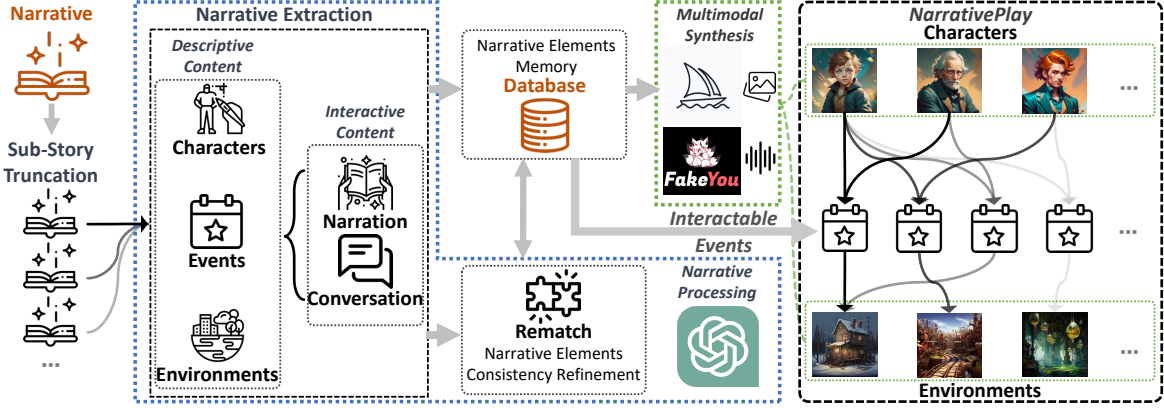 Narrative
Sub-Story
Truncation
...
Narrative Extraction
Descriptive
Content
Characters
Events
Environments
Interactive
Content
Narration
Conversation
Narrative Elements
Memory
Database
Rematch
Narrative Elements
Consistency Refinement
Narrative
Processing
Multimodal
Synthesis
FakeYou
Interactable
Events
NarrativePlay
Characters
...
...
...
Environments